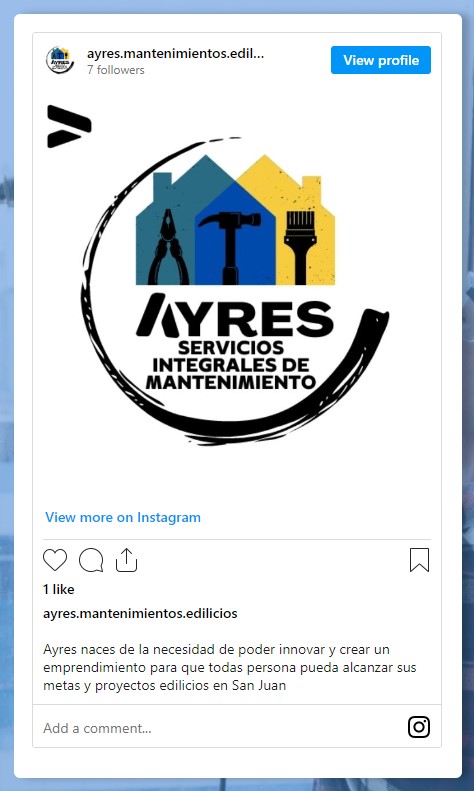 ayres.mantenimientos.edil...
7 followers
View profile
AYRES
SERVICIOS
INTEGRALES DE
MANTENIMIENTO
View more on Instagram
1 like
ayres.mantenimientos.edilicios
Ayres naces de la necesidad de poder innovar y crear un
emprendimiento para que todas persona pueda alcanzar sus
metas y proyectos edilicios en San Juan
Add a comment...